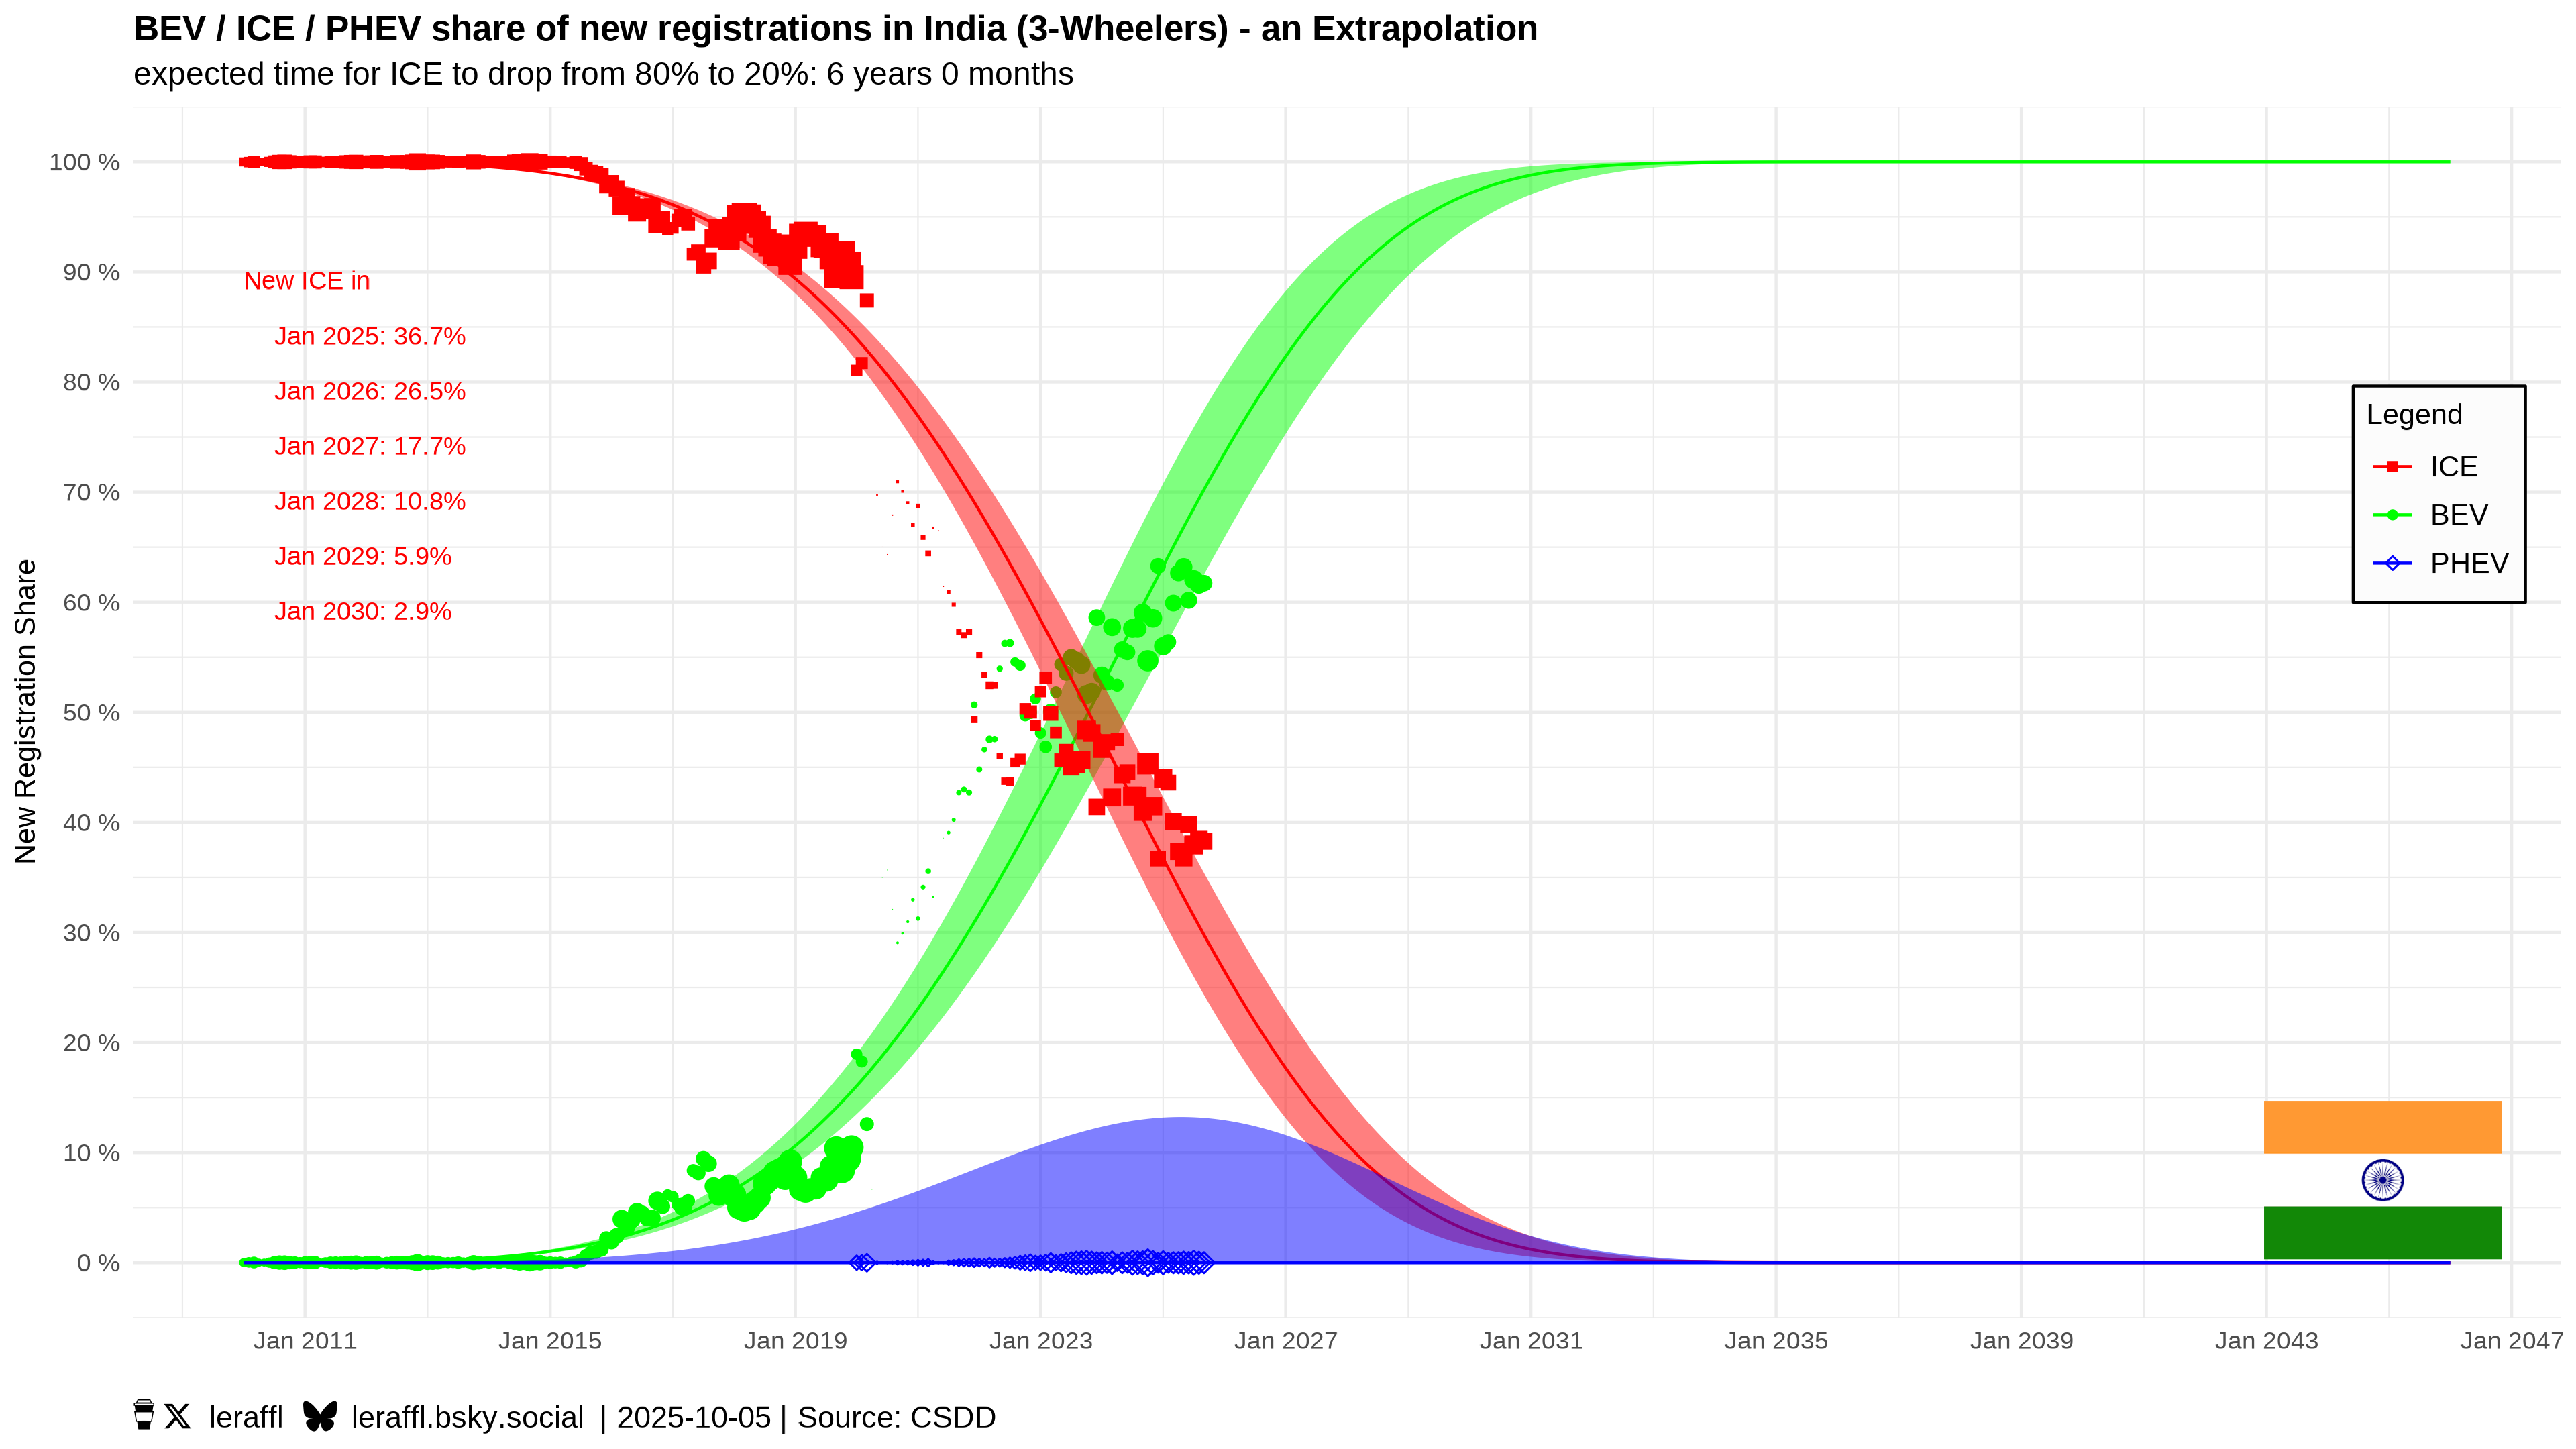 BEV / ICE / PHEV share of new registrations in India (3-Wheelers) - an Extrapolation
expected time for ICE to drop from 80% to 20%: 6 years 0 months
New Registration Share
100 %
90 %
80 %
70 %
60 %
50 %
40 %
30 %
20 %
10 %
0 %
New ICE in
Jan 2025: 36.7%
Jan 2026: 26.5%
Jan 2027: 17.7%
Jan 2028: 10.8%
Jan 2029: 5.9%
Jan 2030: 2.9%
Legend
ICE
BEV
PHEV
Jan 2011
Jan 2015
Jan 2019
Jan 2023
Jan 2027
Jan 2031
Jan 2035
Jan 2039
Jan 2043
Jan 2047
leraffl leraffl.bsky.social | 2025-10-05 | Source: CSDD